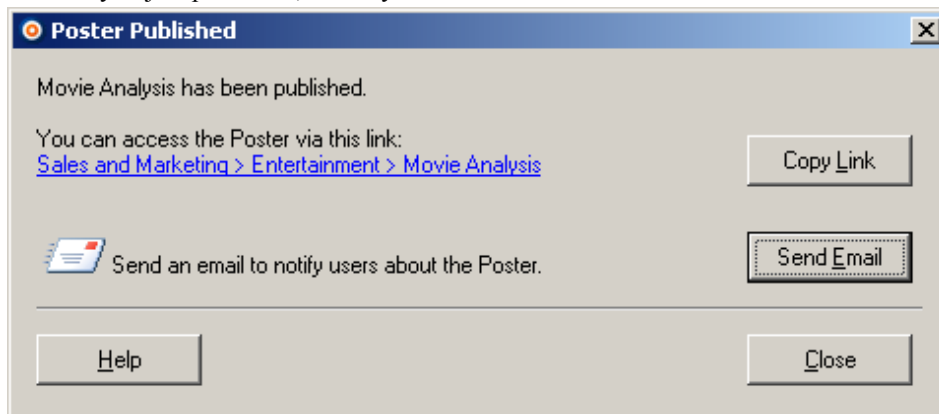 Poster Published
Movie Analysis has been published.
You can access the Poster via this link:
Sales and Marketing > Entertainment > Movie Analysis
Copy Link
Send an email to notify users about the Poster.
Send Email
Help
Close